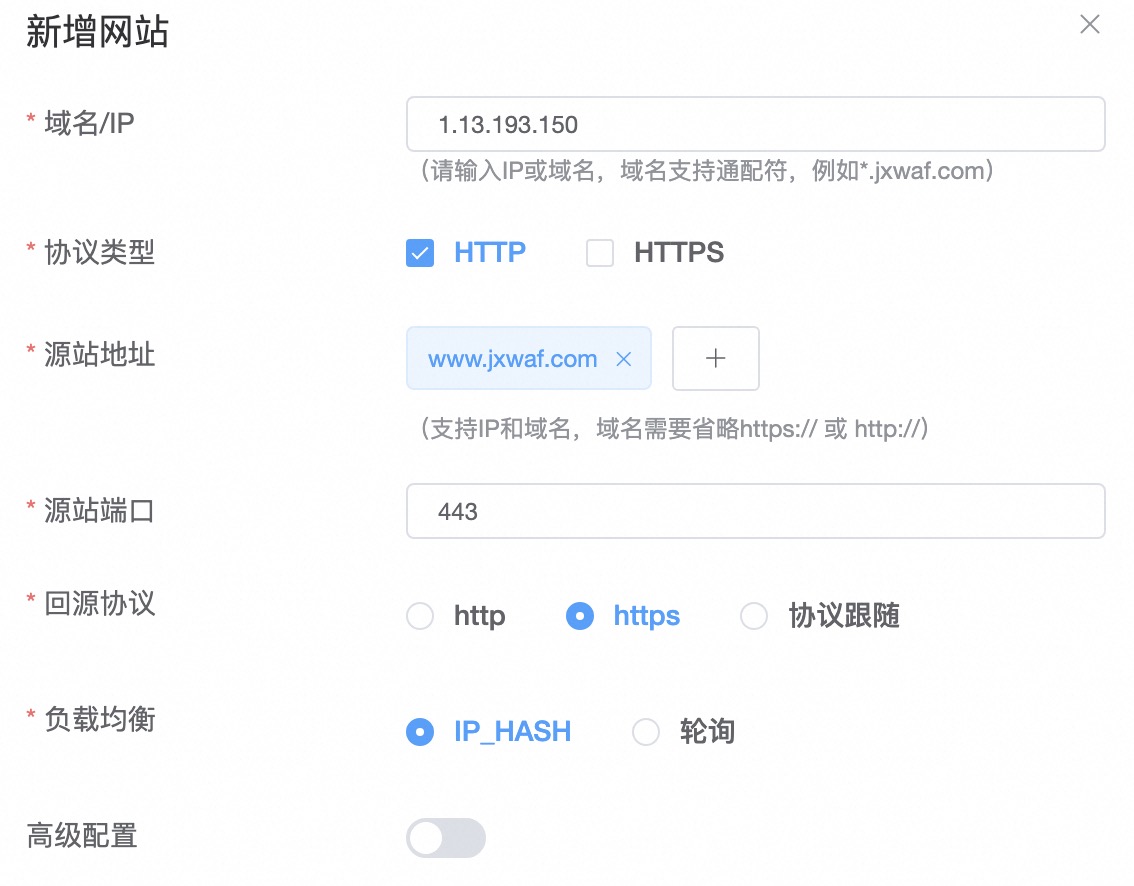 新增网站
* 域名/IP
1.13.193.150
（请输入IP或域名，域名支持通配符，例如*.jxwaf.com）
* 协议类型 HTTP HTTPS
* 源站地址 www.jxwaf.com × +
（支持IP和域名，域名需要省略https:// 或 http://）
* 源站端口 443
* 回源协议 http https 协议跟随
* 负载均衡 IP_HASH 轮询
高级配置